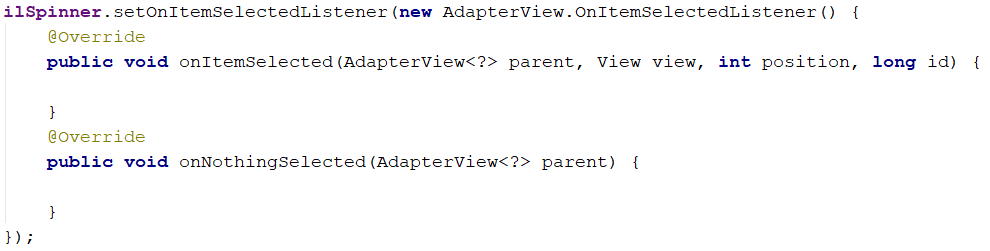 ilSpinner.setOnItemSelectedListener(new AdapterView.OnItemSelectedListener() {
    @Override
    public void onItemSelected(AdapterView<?> parent, View view, int position, long id) {

    }
    @Override
    public void onNothingSelected(AdapterView<?> parent) {

    }
});